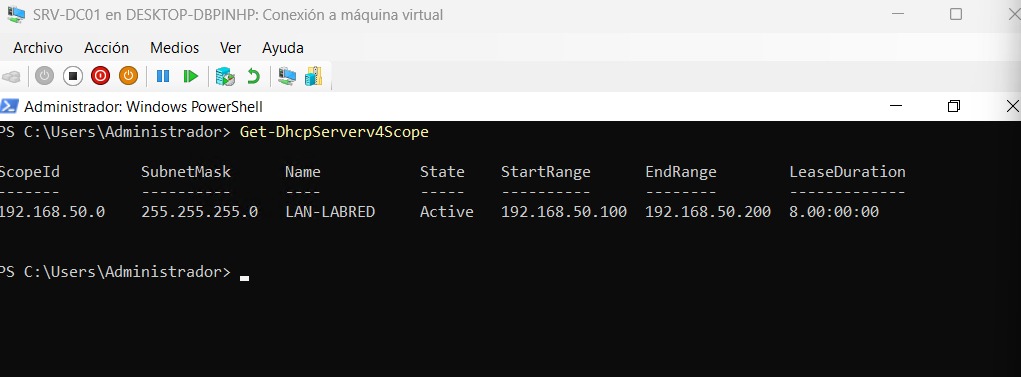 SRV-DC01 en DESKTOP-DBPINHP: Conexión a máquina virtual
Archivo Acción Medios Ver Ayuda
Administrador: Windows PowerShell
PS C:\Users\Administrador> Get-DhcpServerv4Scope
ScopeId SubnetMask Name State StartRange EndRange LeaseDuration
------- ---------- ---- ----- ---------- -------- -------------
192.168.50.0 255.255.255.0 LAN-LABRED Active 192.168.50.100 192.168.50.200 8.00:00:00
PS C:\Users\Administrador>